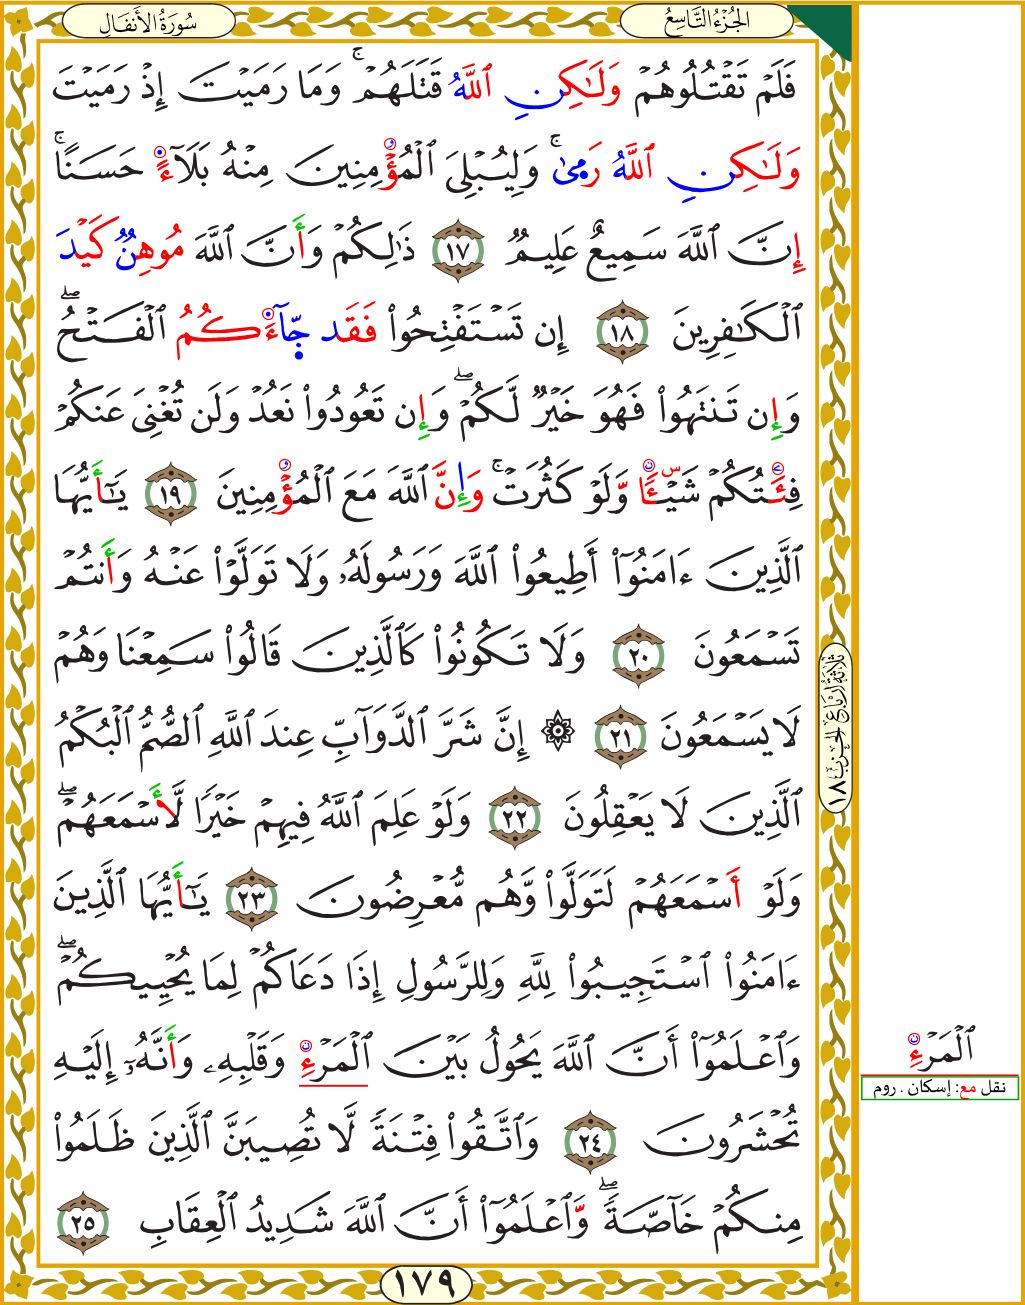 سُورَةُ الأَنفَالِ
الجُزْءُ التَّاسِعُ
فَلَمۡ تَقۡتُلُوهُمۡ وَلَٰكِنِ ٱللَّهُ قَتَلَهُمۡۚ وَمَا رَمَيۡتَ إِذۡ رَمَيۡتَ
وَلَٰكِنِ ٱللَّهُ رَمَىٰۚ وَلِيُبۡلِيَ ٱلۡمُؤۡمِنِينَ مِنۡهُ بَلَآءً حَسَنًاۚ
إِنَّ ٱللَّهَ سَمِيعٌ عَلِيمٞ ١٧ ذَٰلِكُمۡ وَأَنَّ ٱللَّهَ مُوهِنٞ كَيۡدَ
ٱلۡكَٰفِرِينَ ١٨ إِن تَسۡتَفۡتِحُواْ فَقَد جَّآءَكُمُ ٱلۡفَتۡحُۖ
وَإِن تَنتَهُواْ فَهُوَ خَيۡرٞ لَّكُمۡۖ وَإِن تَعُودُواْ نَعُدۡ وَلَن تُغۡنِيَ عَنكُمۡ
فِئَتُكُمۡ شَيۡـٔٗا وَلَوۡ كَثُرَتۡۚ وَإِنَّ ٱللَّهَ مَعَ ٱلۡمُؤۡمِنِينَ ١٩ يَٰٓأَيُّهَا
ٱلَّذِينَ ءَامَنُوٓاْ أَطِيعُواْ ٱللَّهَ وَرَسُولَهُۥ وَلَا تَوَلَّوۡاْ عَنۡهُ وَأَنتُمۡ
تَسۡمَعُونَ ٢٠ وَلَا تَكُونُواْ كَٱلَّذِينَ قَالُواْ سَمِعۡنَا وَهُمۡ
لَا يَسۡمَعُونَ ٢١ ۞ إِنَّ شَرَّ ٱلدَّوَآبِّ عِندَ ٱللَّهِ ٱلصُّمُّ ٱلۡبُكۡمُ
ٱلَّذِينَ لَا يَعۡقِلُونَ ٢٢ وَلَوۡ عَلِمَ ٱللَّهُ فِيهِمۡ خَيۡرٗا لَّأَسۡمَعَهُمۡۖ
وَلَوۡ أَسۡمَعَهُمۡ لَتَوَلَّواْ وَّهُم مُّعۡرِضُونَ ٢٣ يَٰٓأَيُّهَا ٱلَّذِينَ
ءَامَنُواْ ٱسۡتَجِيبُواْ لِلَّهِ وَلِلرَّسُولِ إِذَا دَعَاكُمۡ لِمَا يُحۡيِيكُمۡۖ
وَٱعۡلَمُوٓاْ أَنَّ ٱللَّهَ يَحُولُ بَيۡنَ ٱلۡمَرۡءِ وَقَلۡبِهِۦ وَأَنَّهُۥٓ إِلَيۡهِ
تُحۡشَرُونَ ٢٤ وَٱتَّقُواْ فِتۡنَةٗ لَّا تُصِيبَنَّ ٱلَّذِينَ ظَلَمُواْ
مِنكُمۡ خَآصَّةٗۖ وَٱعۡلَمُوٓاْ أَنَّ ٱللَّهَ شَدِيدُ ٱلۡعِقَابِ ٢٥
ثَلَاثَةُ أَرْبَاعِ الحِزْبِ ١٨
ٱلۡمَرۡءِ
نقل مع: إسكان . روم
١٧٩